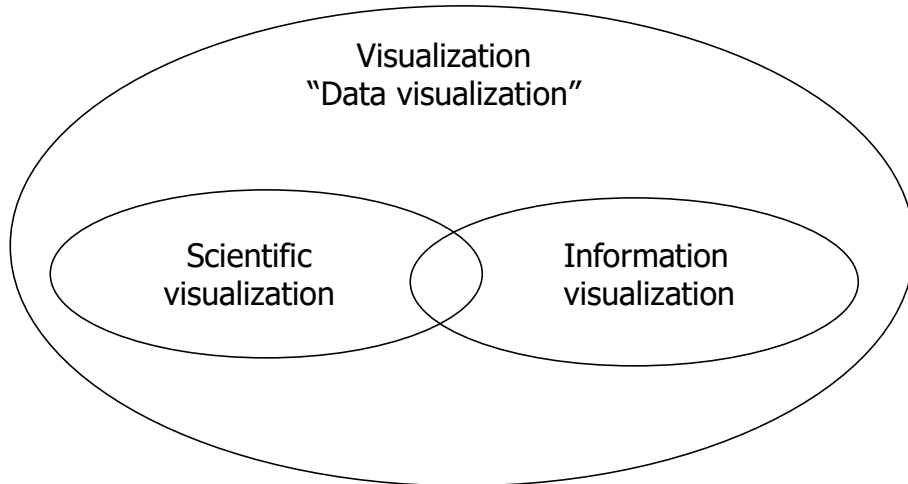 Visualization
“Data visualization”
Scientific
visualization
Information
visualization